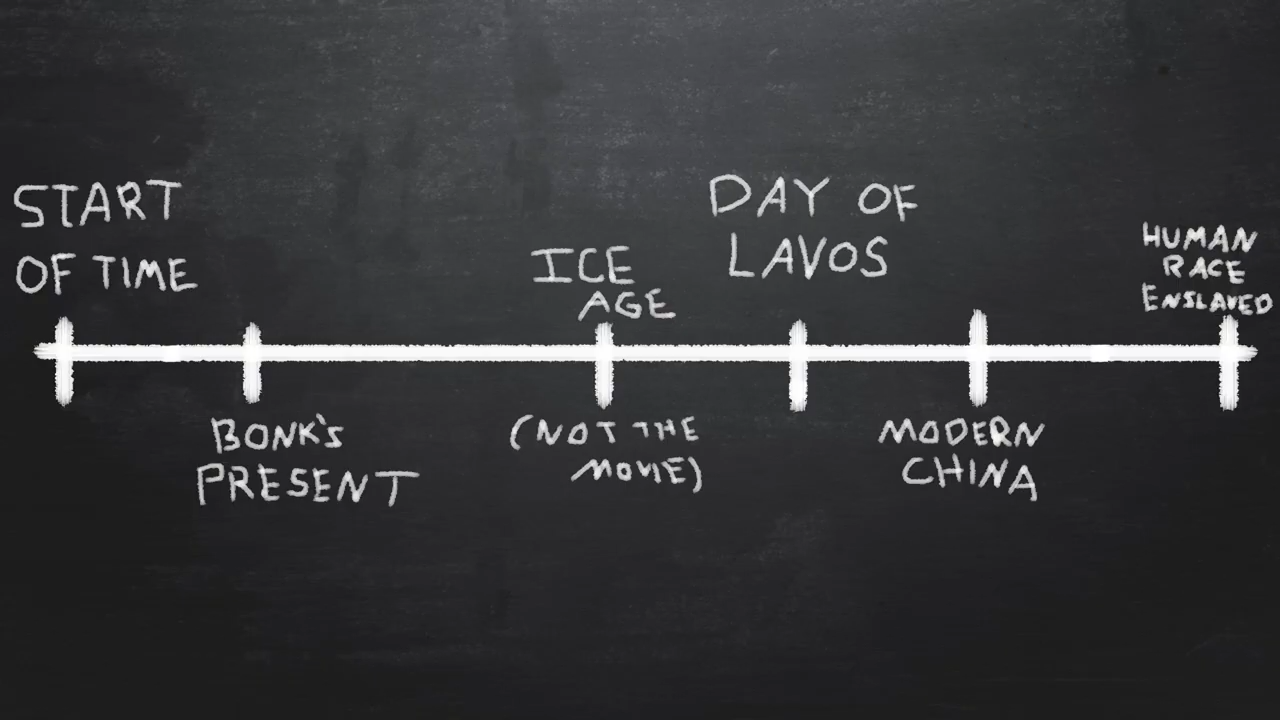 START
OF TIME
BONK'S
PRESENT
ICE
AGE
(NOT THE
MOVIE)
DAY OF
LAVOS
MODERN
CHINA
HUMAN
RACE
ENSLAVED